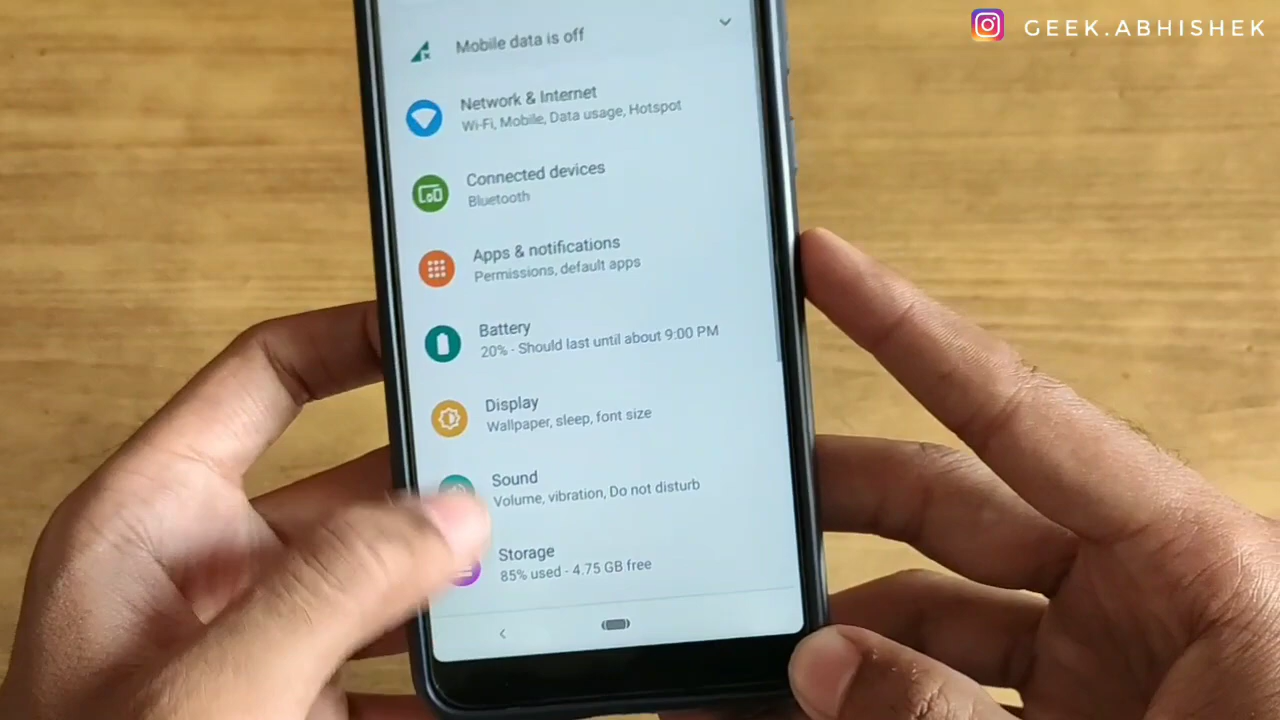 GEEK.ABHISHEK
Mobile data is off
Network & Internet
Wi-Fi, Mobile, Data usage, Hotspot
Connected devices
Bluetooth
Apps & notifications
Permissions, default apps
Battery
20% - Should last until about 9:00 PM
Display
Wallpaper, sleep, font size
Sound
Volume, vibration, Do not disturb
Storage
85% used - 4.75 GB free